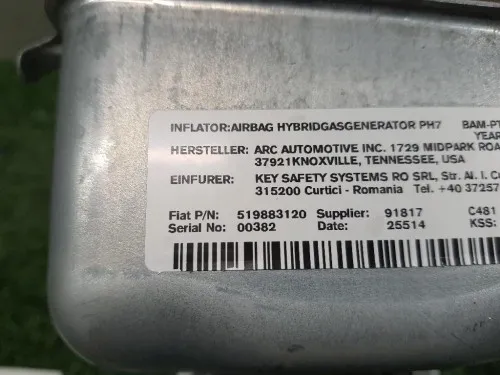 INFLATOR:AIRBAG HYBRIDGASGENERATOR PH7 BAM-PT
YEAR
HERSTELLER: ARC AUTOMOTIVE INC. 1729 MIDPARK ROA
37921KNOXVILLE, TENNESSEE, USA
EINFURER: KEY SAFETY SYSTEMS RO SRL, Str. Al. I. Cu
315200 Curtici - Romania Tel. +40 37257
Fiat P/N: 519883120 Supplier: 91817 C481
Serial No: 00382 Date: 25514 KSS: